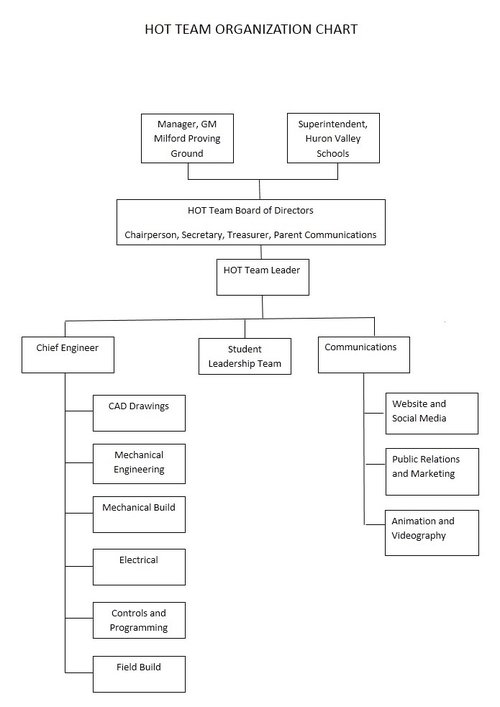 HOT TEAM ORGANIZATION CHART
Manager, GM
Milford Proving
Ground
Superintendent,
Huron Valley
Schools
HOT Team Board of Directors
Chairperson, Secretary, Treasurer, Parent Communications
HOT Team Leader
Chief Engineer
Student
Leadership Team
Communications
CAD Drawings
Mechanical
Engineering
Mechanical Build
Electrical
Controls and
Programming
Field Build
Website and
Social Media
Public Relations
and Marketing
Animation and
Videography